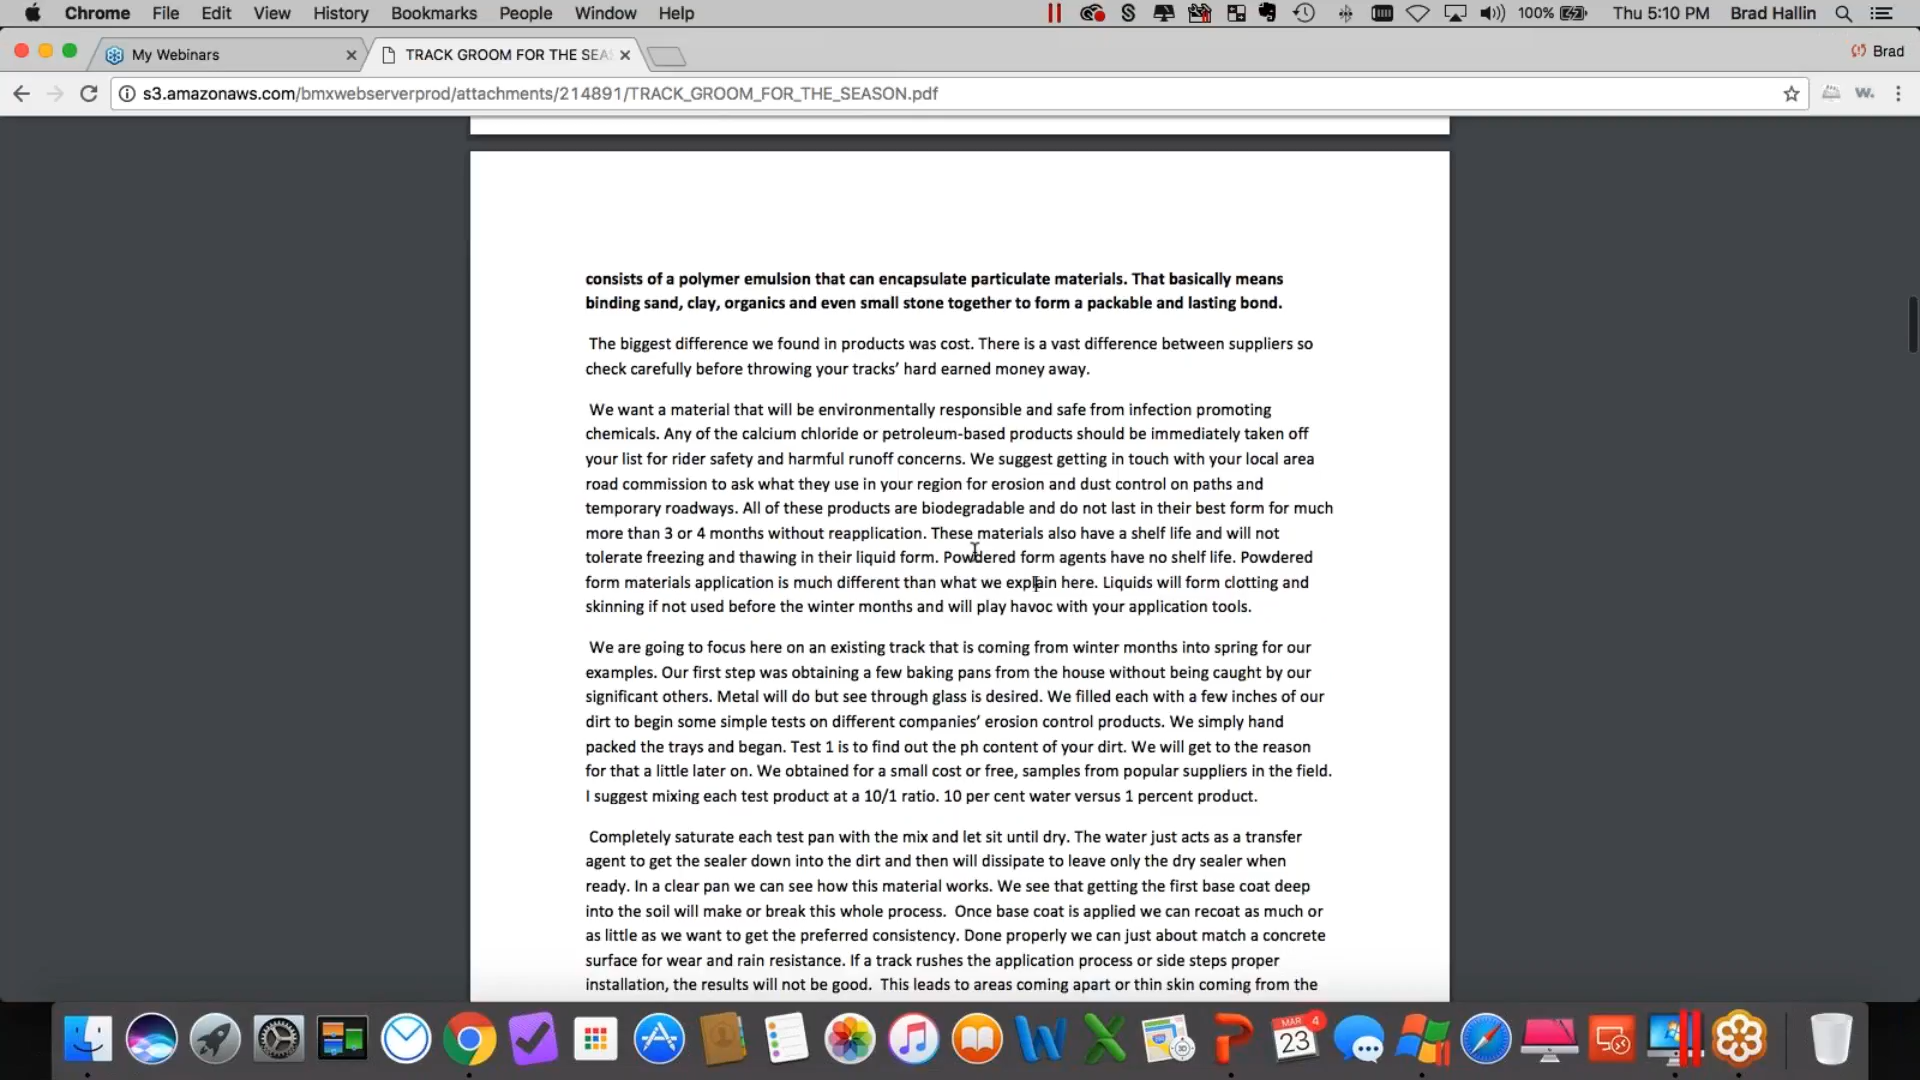 Chrome File Edit View History Bookmarks People Window Help 100% Thu 5:10 PM Brad Hallin
My Webinars TRACK GROOM FOR THE SEA Brad
s3.amazonaws.com/bmxwebserverprod/attachments/214891/TRACK_GROOM_FOR_THE_SEASON.pdf W.
consists of a polymer emulsion that can encapsulate particulate materials. That basically means
binding sand, clay, organics and even small stone together to form a packable and lasting bond.
The biggest difference we found in products was cost. There is a vast difference between suppliers so
check carefully before throwing your tracks’ hard earned money away.
We want a material that will be environmentally responsible and safe from infection promoting
chemicals. Any of the calcium chloride or petroleum-based products should be immediately taken off
your list for rider safety and harmful runoff concerns. We suggest getting in touch with your local area
road commission to ask what they use in your region for erosion and dust control on paths and
temporary roadways. All of these products are biodegradable and do not last in their best form for much
more than 3 or 4 months without reapplication. These materials also have a shelf life and will not
tolerate freezing and thawing in their liquid form. Powdered form agents have no shelf life. Powdered
form materials application is much different than what we explain here. Liquids will form clotting and
skinning if not used before the winter months and will play havoc with your application tools.
We are going to focus here on an existing track that is coming from winter months into spring for our
examples. Our first step was obtaining a few baking pans from the house without being caught by our
significant others. Metal will do but see through glass is desired. We filled each with a few inches of our
dirt to begin some simple tests on different companies’ erosion control products. We simply hand
packed the trays and began. Test 1 is to find out the ph content of your dirt. We will get to the reason
for that a little later on. We obtained for a small cost or free, samples from popular suppliers in the field.
I suggest mixing each test product at a 10/1 ratio. 10 per cent water versus 1 percent product.
Completely saturate each test pan with the mix and let sit until dry. The water just acts as a transfer
agent to get the sealer down into the dirt and then will dissipate to leave only the dry sealer when
ready. In a clear pan we can see how this material works. We see that getting the first base coat deep
into the soil will make or break this whole process. Once base coat is applied we can recoat as much or
as little as we want to get the preferred consistency. Done properly we can just about match a concrete
surface for wear and rain resistance. If a track rushes the application process or side steps proper
installation, the results will not be good. This leads to areas coming apart or thin skin coming from the
MAR 4
23